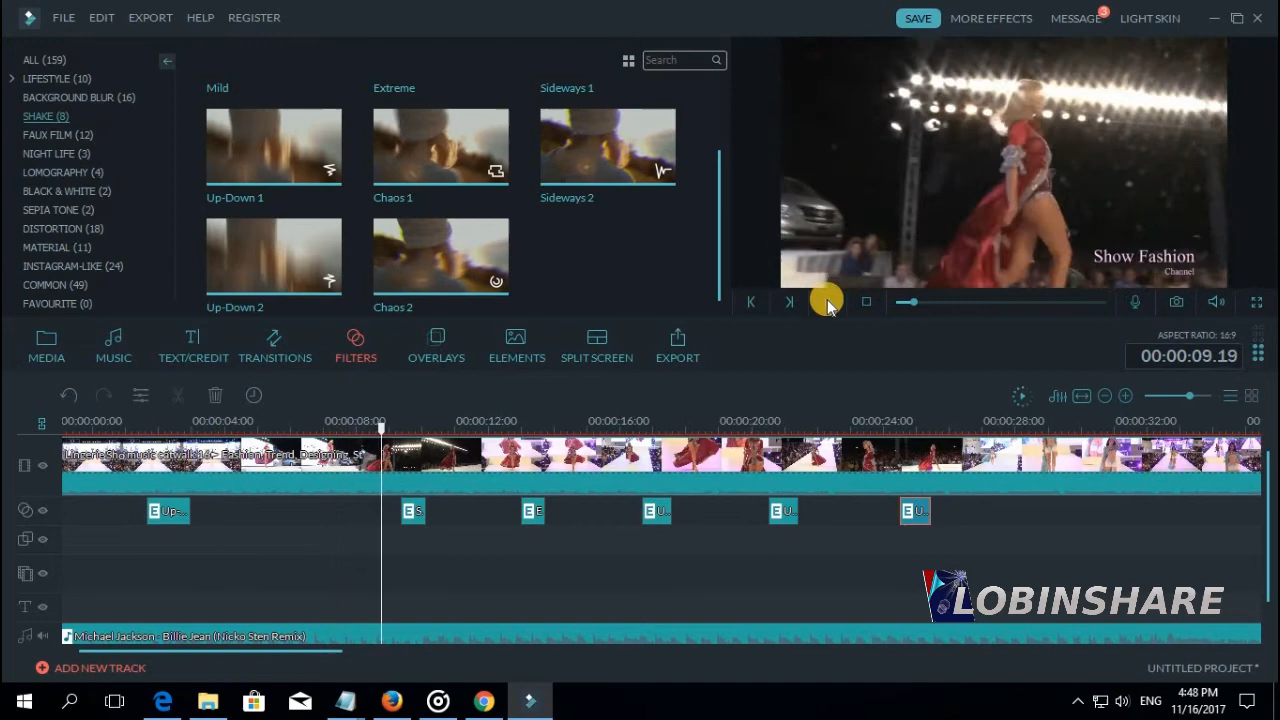 FILE EDIT EXPORT HELP REGISTER
SAVE MORE EFFECTS MESSAGE 3 LIGHT SKIN
ALL (159)
LIFESTYLE (10)
BACKGROUND BLUR (16)
SHAKE (8)
FAUX FILM (12)
NIGHT LIFE (3)
LOMOGRAPHY (4)
BLACK & WHITE (2)
SEPIA TONE (2)
DISTORTION (18)
MATERIAL (11)
INSTAGRAM-LIKE (24)
COMMON (49)
FAVOURITE (0)
Search
Mild Extreme Sideways 1
Up-Down 1 Chaos 1 Sideways 2
Up-Down 2 Chaos 2
Show Fashion
Channel
MEDIA MUSIC TEXT/CREDIT TRANSITIONS FILTERS OVERLAYS ELEMENTS SPLIT SCREEN EXPORT
ASPECT RATIO: 16:9
00:00:09.19
00:00:00:00 00:00:04:00 00:00:08:0 00:00:12:00 00:00:16:00 00:00:20:00 00:00:24:00 00:00:28:00 00:00:32:00 00
E Up-... E S E E E U.. E U.. E U..
LOBINSHARE
Michael Jackson- Billie Jean (Nicko Sten Remix)
ADD NEW TRACK
UNTITLED PROJECT *
ENG
4:48 PM
11/16/2017